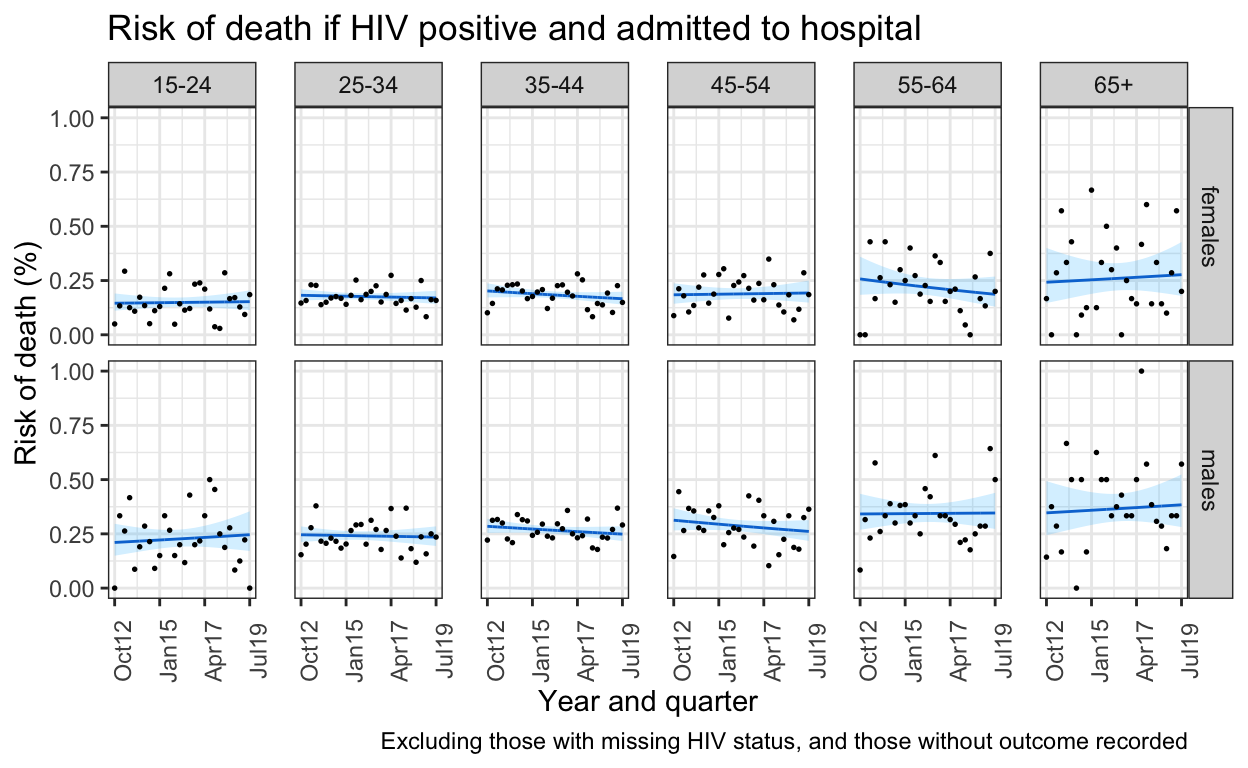 Risk of death if HIV positive and admitted to hospital
15-24 25-34 35-44 45-54 55-64 65+
Risk of death (%)
1.00
0.75
0.50
0.25
0.00
females
1.00
0.75
0.50
0.25
0.00
males
Oct12 Jan15 Apr17 Jul19 Oct12 Jan15 Apr17 Jul19 Oct12 Jan15 Apr17 Jul19 Oct12 Jan15 Apr17 Jul19 Oct12 Jan15 Apr17 Jul19 Oct12 Jan15 Apr17 Jul19
Year and quarter
Excluding those with missing HIV status, and those without outcome recorded